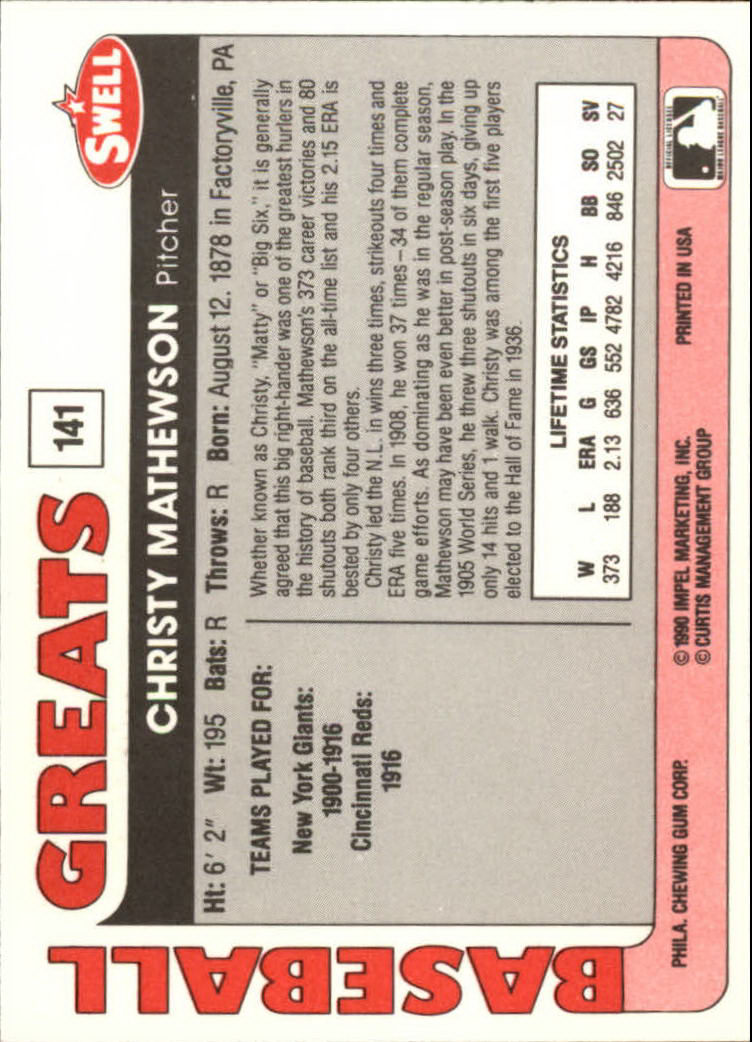 BASEBALL
GREATS
141
SWELL
CHRISTY MATHEWSON Pitcher
Ht: 6' 2" Wt: 195 Bats: R Throws: R Born: August 12, 1878 in Factoryville, PA
TEAMS PLAYED FOR:
New York Giants:
1900-1916
Cincinnati Reds:
1916
Whether known as Christy, "Matty" or "Big Six," it is generally
agreed that this big right-hander was one of the greatest hurlers in
the history of baseball. Mathewson's 373 career victories and 80
shutouts both rank third on the all-time list and his 2.15 ERA is
bested by only four others.
Christy led the N.L. in wins three times, strikeouts four times and
ERA five times. In 1908, he won 37 times—34 of them complete
game efforts. As dominating as he was in the regular season,
Mathewson may have been even better in post-season play. In the
1905 World Series, he threw three shutouts in six days, giving up
only 14 hits and 1 walk. Christy was among the first five players
elected to the Hall of Fame in 1936.
LIFETIME STATISTICS
W L ERA G GS IP H BB SO SV
373 188 2.13 636 552 4782 4216 846 2502 27
PHILA. CHEWING GUM CORP.
© 1990 IMPEL MARKETING, INC.
© CURTIS MANAGEMENT GROUP
PRINTED IN USA
OFFICIAL LICENSEE
MAJOR LEAGUE BASEBALL